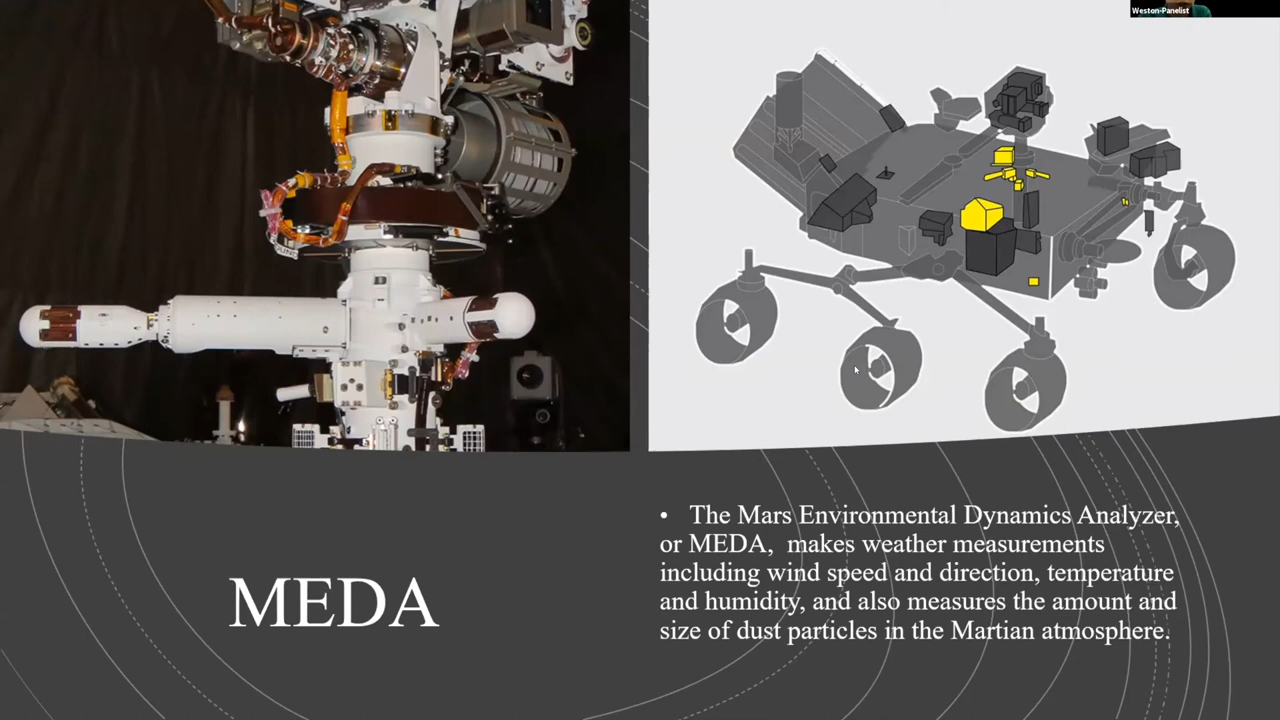 Weston-Panelist
MEDA
• The Mars Environmental Dynamics Analyzer,
or MEDA, makes weather measurements
including wind speed and direction, temperature
and humidity, and also measures the amount and
size of dust particles in the Martian atmosphere.